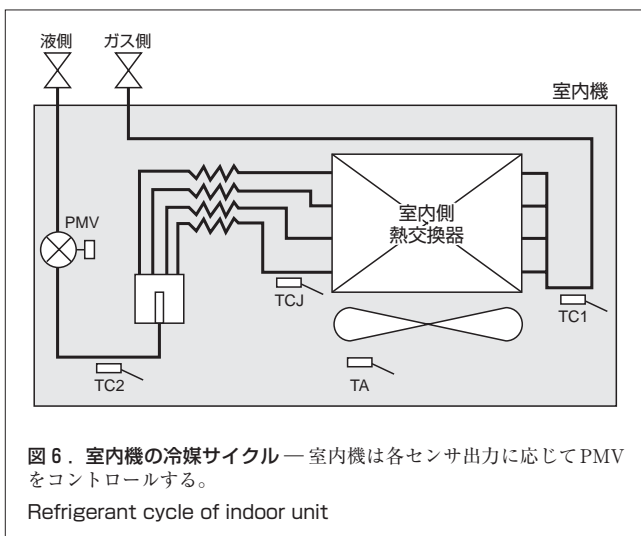 液側
ガス側
室内機
PMV
室内側
熱交換器
TCJ
TC1
TC2
TA
図6．室内機の冷媒サイクル ― 室内機は各センサ出力に応じてPMV
をコントロールする。
Refrigerant cycle of indoor unit